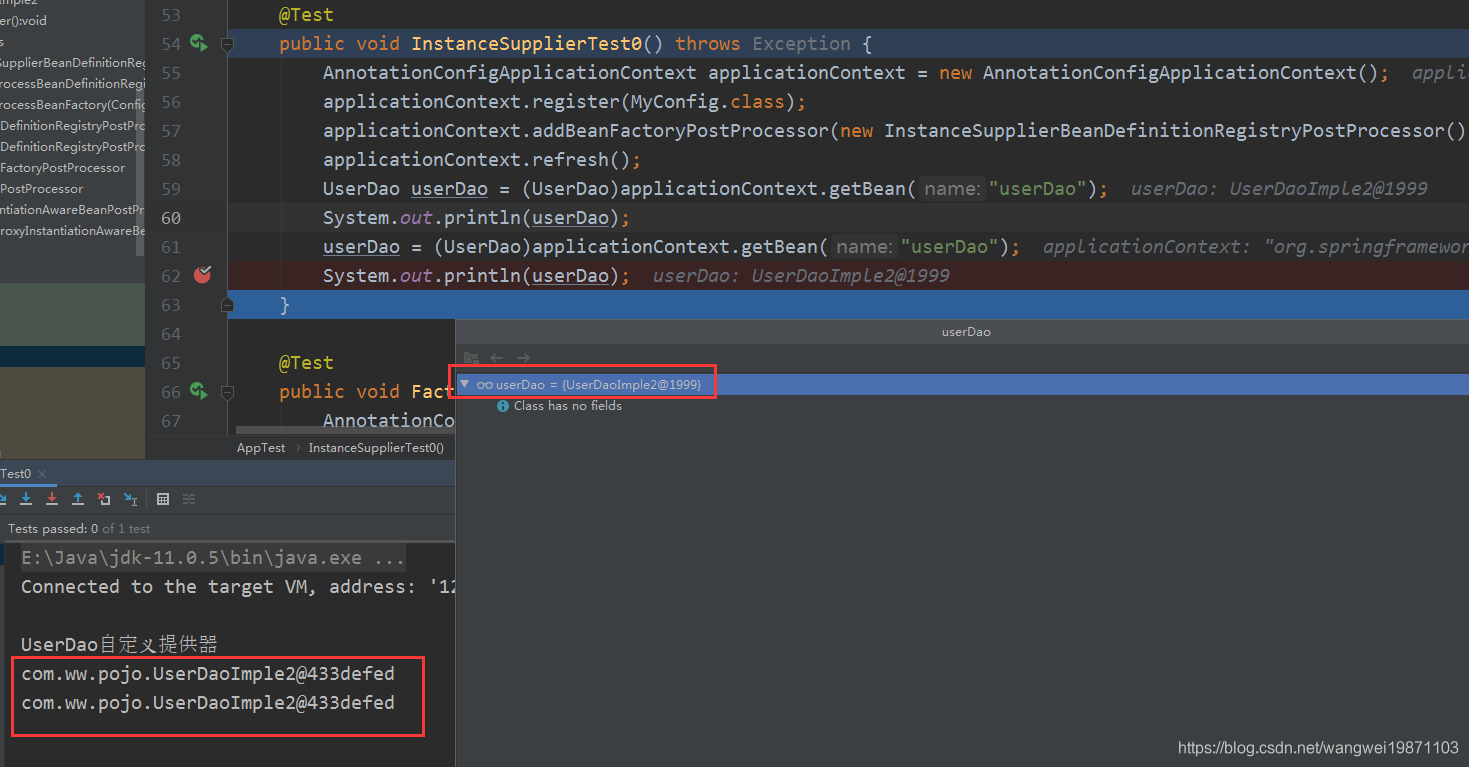 mple2
er():void
s
SupplierBeanDefinitionReg
rocessBeanDefinitionRegi
rocessBeanFactory(Config
DefinitionRegistryPostPro
DefinitionRegistryPostPro
FactoryPostProcessor
PostProcessor
ntiationAwareBeanPostPr
roxyInstantiationAwareBe
53 @Test
54 public void InstanceSupplierTest0() throws Exception {
55 AnnotationConfigApplicationContext applicationContext = new AnnotationConfigApplicationContext(); appli
56 applicationContext.register(MyConfig.class);
57 applicationContext.addBeanFactoryPostProcessor(new InstanceSupplierBeanDefinitionRegistryPostProcessor()
58 applicationContext.refresh();
59 UserDao userDao = (UserDao)applicationContext.getBean( name: "userDao"); userDao: UserDaoImple2@1999
60 System.out.println(userDao);
61 userDao = (UserDao)applicationContext.getBean( name: "userDao"); applicationContext: "org.springframewor
62 System.out.println(userDao); userDao: UserDaoImple2@1999
63 }
64
65 @Test
66 public void Fact
67 AnnotationCo
userDao
userDao = {UserDaoImple2@1999}
Class has no fields
AppTest InstanceSupplierTest0()
Test0
Tests passed: 0 of 1 test
E:\Java\jdk-11.0.5\bin\java.exe ...
Connected to the target VM, address: '12
UserDao自定义提供器
com.ww.pojo.UserDaoImple2@433defed
com.ww.pojo.UserDaoImple2@433defed
https://blog.csdn.net/wangwei19871103